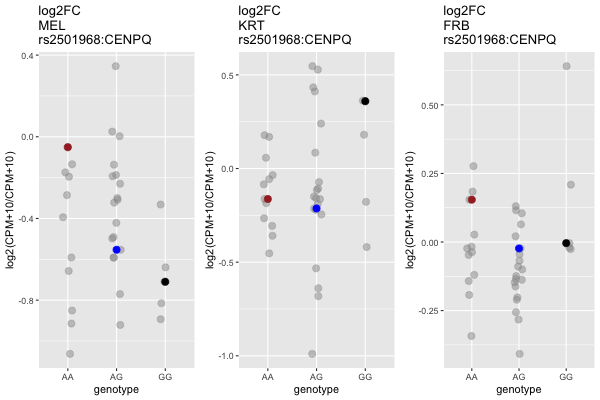 log2FC
MEL
rs2501968:CENPQ
log2(CPM+10/CPM+10)
0.4
0.0
-0.4
-0.8
AA
AG
GG
genotype
log2FC
KRT
rs2501968:CENPQ
log2(CPM+10/CPM+10)
0.5
0.0
-0.5
-1.0
AA
AG
GG
genotype
log2FC
FRB
rs2501968:CENPQ
log2(CPM+10/CPM+10)
0.50
0.25
0.00
-0.25
AA
AG
GG
genotype